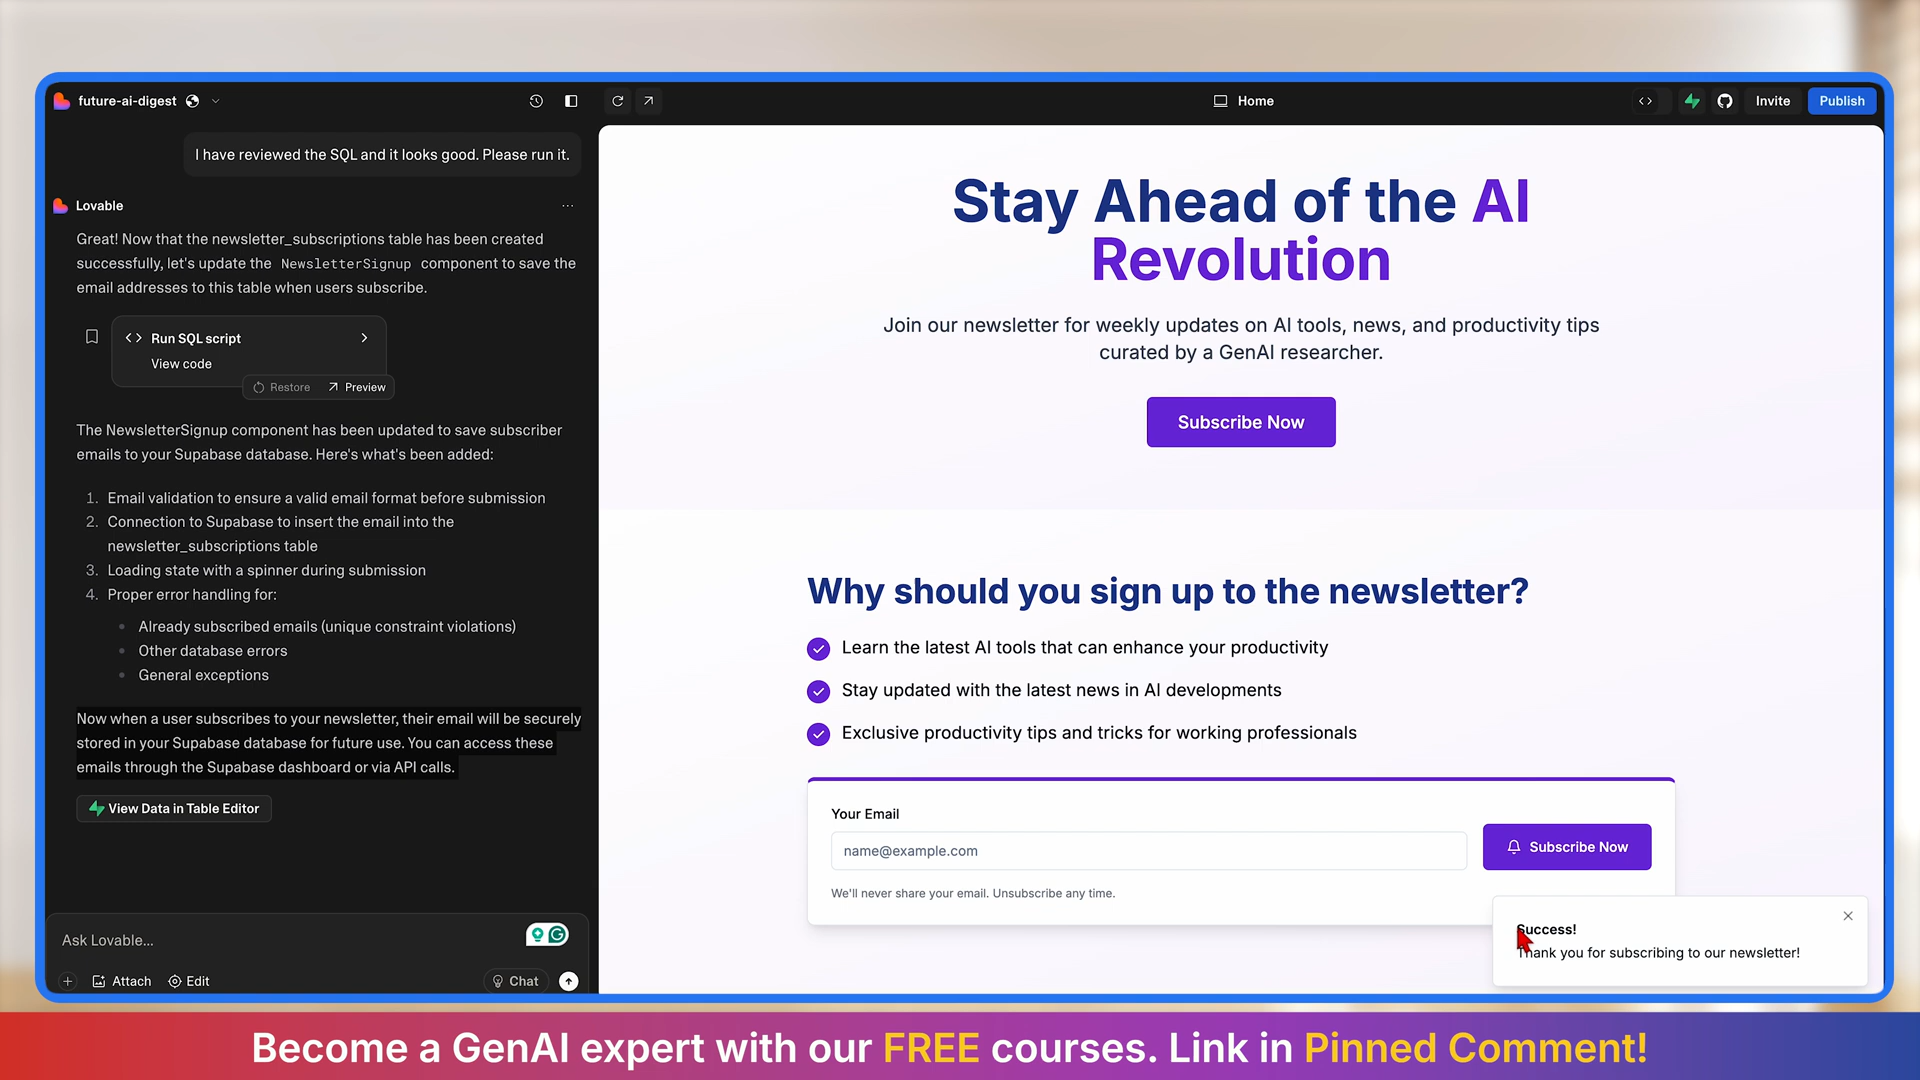 future-ai-digest
Home
Invite
Publish
I have reviewed the SQL and it looks good. Please run it.
Lovable
Great! Now that the newsletter_subscriptions table has been created
successfully, let's update the NewsletterSignup component to save the
email addresses to this table when users subscribe.
Run SQL script
View code
Restore
Preview
The NewsletterSignup component has been updated to save subscriber
emails to your Supabase database. Here's what's been added:
1. Email validation to ensure a valid email format before submission
2. Connection to Supabase to insert the email into the
newsletter_subscriptions table
3. Loading state with a spinner during submission
4. Proper error handling for:
• Already subscribed emails (unique constraint violations)
• Other database errors
• General exceptions
Now when a user subscribes to your newsletter, their email will be securely
stored in your Supabase database for future use. You can access these
emails through the Supabase dashboard or via API calls.
View Data in Table Editor
Ask Lovable...
Attach
Edit
Chat
Stay Ahead of the AI
Revolution
Join our newsletter for weekly updates on AI tools, news, and productivity tips
curated by a GenAI researcher.
Subscribe Now
Why should you sign up to the newsletter?
Learn the latest AI tools that can enhance your productivity
Stay updated with the latest news in AI developments
Exclusive productivity tips and tricks for working professionals
Your Email
name@example.com
Subscribe Now
We'll never share your email. Unsubscribe any time.
Success!
Thank you for subscribing to our newsletter!
Become a GenAI expert with our FREE courses. Link in Pinned Comment!